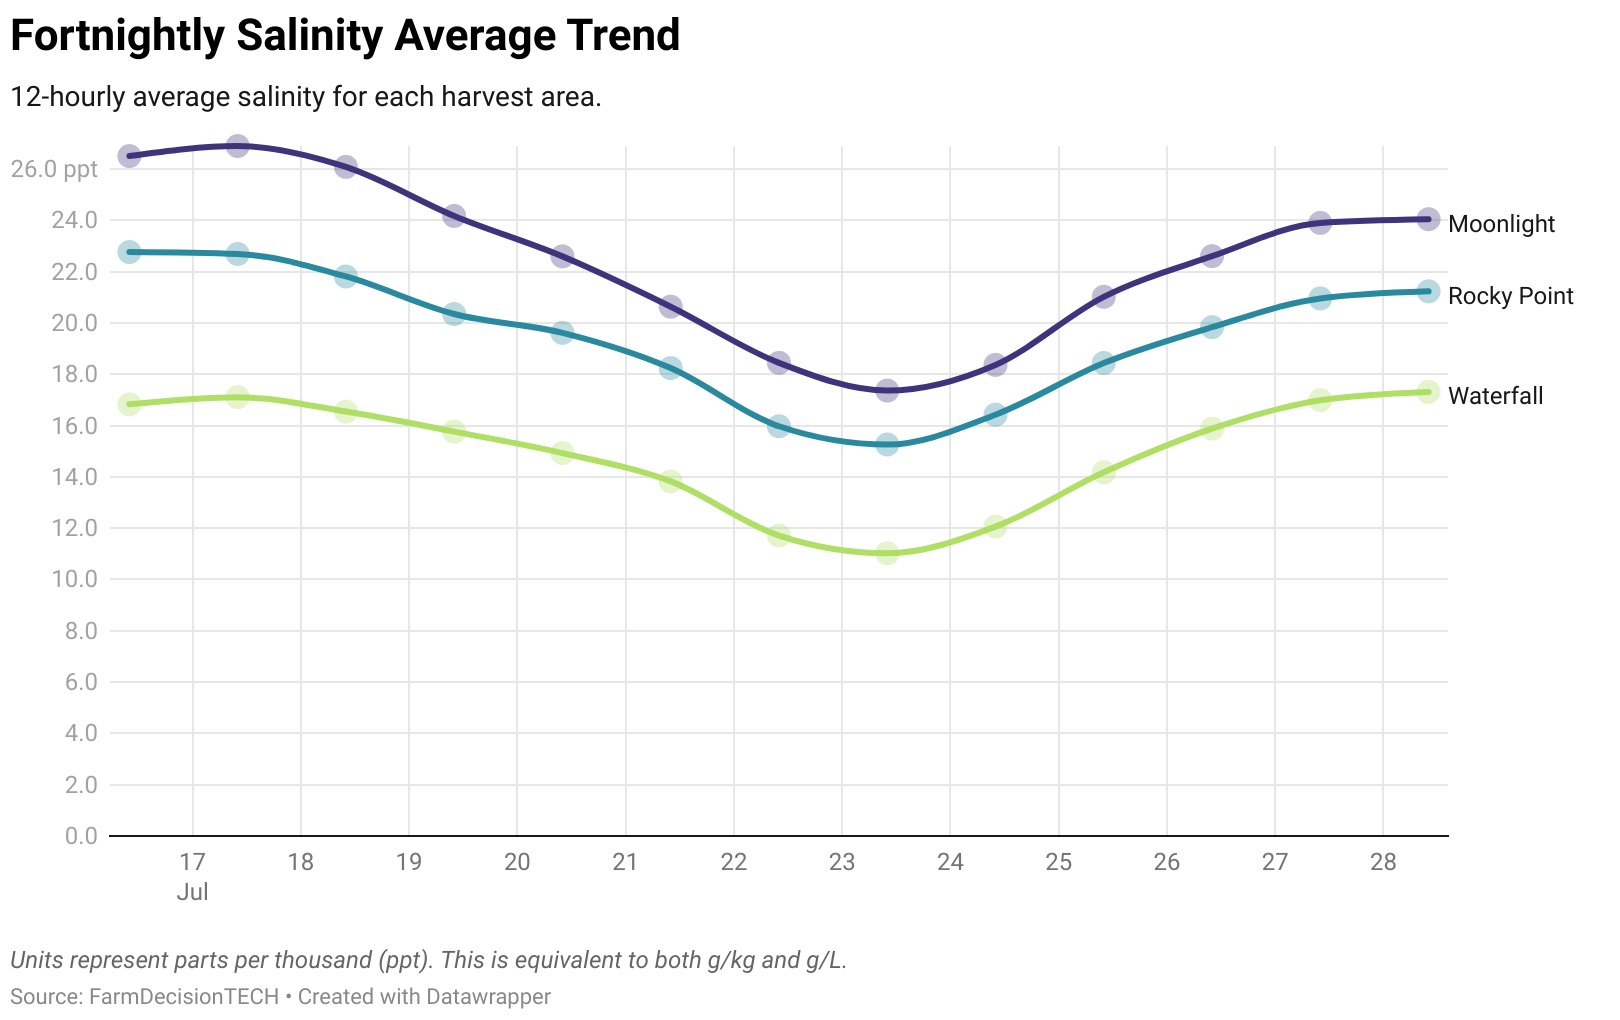 Fortnightly Salinity Average Trend
12-hourly average salinity for each harvest area.
26.0 ppt
24.0
22.0
20.0
18.0
16.0
14.0
12.0
10.0
8.0
6.0
4.0
2.0
0.0
Moonlight
Rocky Point
Waterfall
17 18 19 20 21 22 23 24 25 26 27 28
Jul
Units represent parts per thousand (ppt). This is equivalent to both g/kg and g/L.
Source: FarmDecisionTECH • Created with Datawrapper